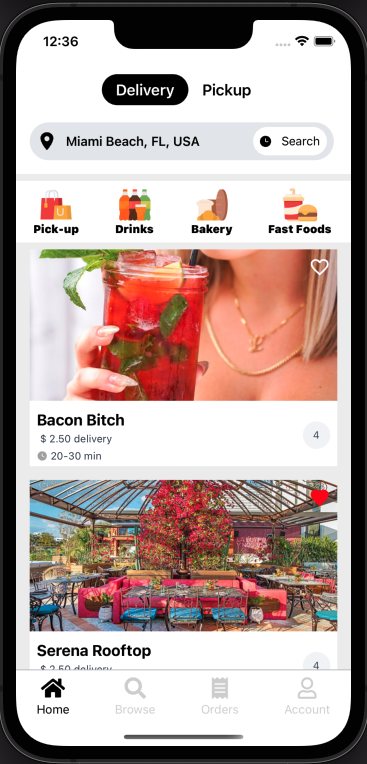 12:36
Delivery Pickup
Miami Beach, FL, USA Search
Pick-up Drinks Bakery Fast Foods
Bacon Bitch
$ 2.50 delivery
4
20-30 min
Serena Rooftop
$ 2.50 delivery
4
Home Browse Orders Account